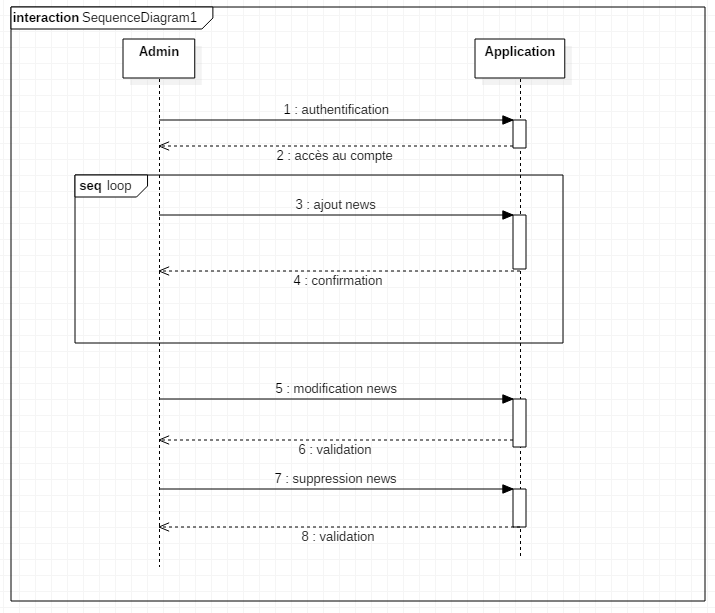 interaction SequenceDiagram1
Admin
Application
1 : authentification
2 : accès au compte
seq loop
3 : ajout news
4 : confirmation
5 : modification news
6 : validation
7 : suppression news
8 : validation